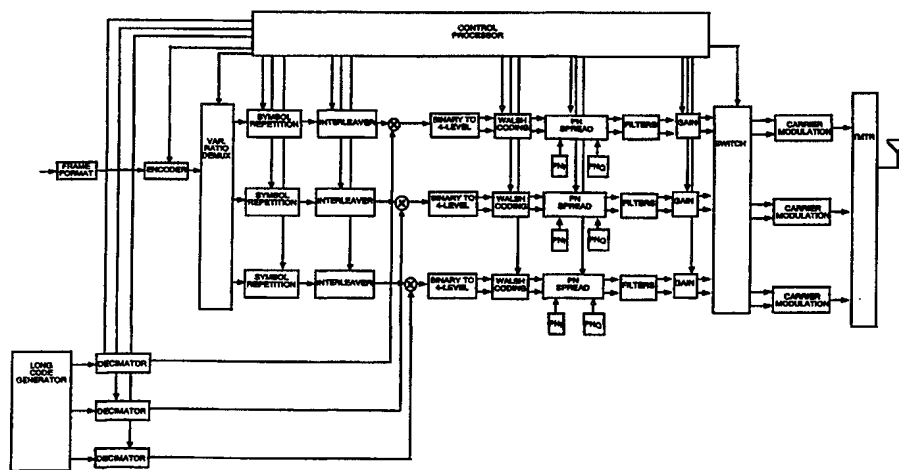 CONTROL
PROCESSOR
SYMBOL
REPETITION
INTERLEAVER
BINARY TO
4-LEVEL
WALSH
CODING
PN
SPREAD
FILTERS
GAIN
SWITCH
CARRIER
MODULATION
TMTR
VAR.
RATIO
DEMUX
PNI
PNQ
FRAME
FORMAT
ENCODER
SYMBOL
REPETITION
INTERLEAVER
BINARY TO
4-LEVEL
WALSH
CODING
PN
SPREAD
FILTERS
GAIN
CARRIER
MODULATION
PNI
PNQ
SYMBOL
REPETITION
INTERLEAVER
BINARY TO
4-LEVEL
WALSH
CODING
PN
SPREAD
FILTERS
GAIN
CARRIER
MODULATION
PNI
PNQ
LONG
CODE
GENERATOR
DECIMATOR
DECIMATOR
DECIMATOR